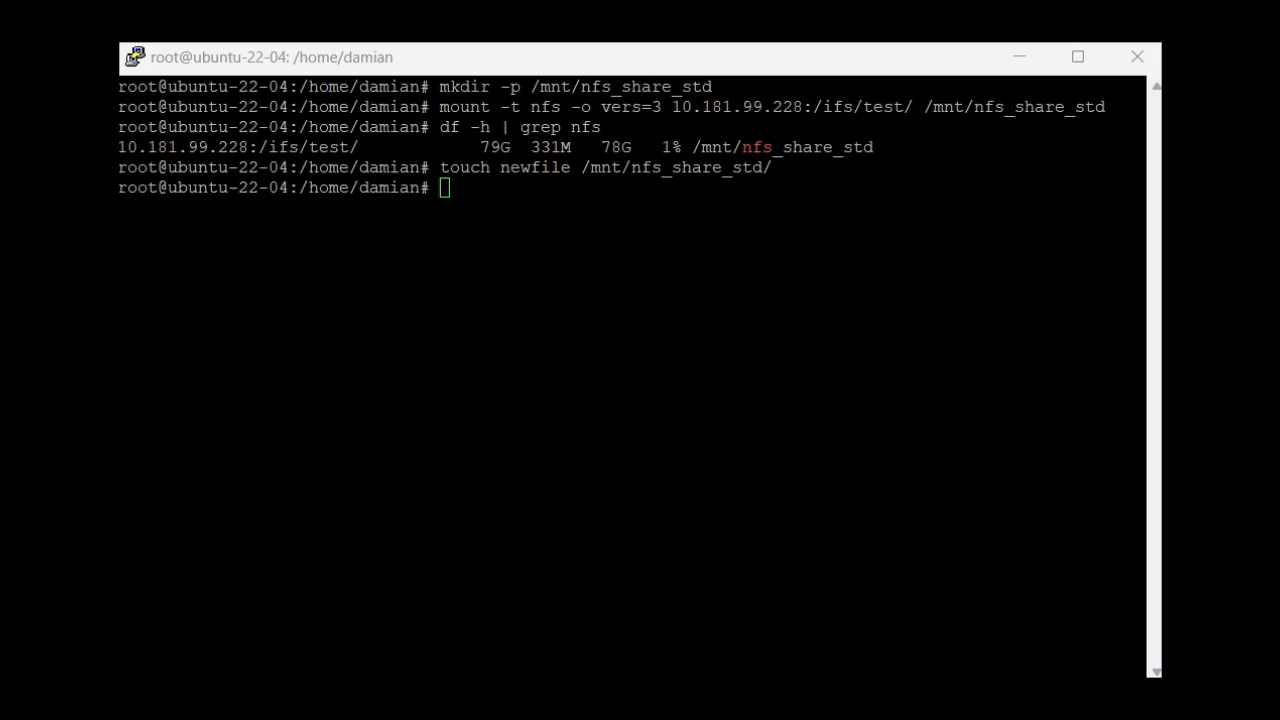 root@ubuntu-22-04: /home/damian
root@ubuntu-22-04:/home/damian# mkdir -p /mnt/nfs_share_std
root@ubuntu-22-04:/home/damian# mount -t nfs -o vers=3 10.181.99.228:/ifs/test/ /mnt/nfs_share_std
root@ubuntu-22-04:/home/damian# df -h | grep nfs
10.181.99.228:/ifs/test/            79G  331M   78G   1% /mnt/nfs_share_std
root@ubuntu-22-04:/home/damian# touch newfile /mnt/nfs_share_std/
root@ubuntu-22-04:/home/damian#